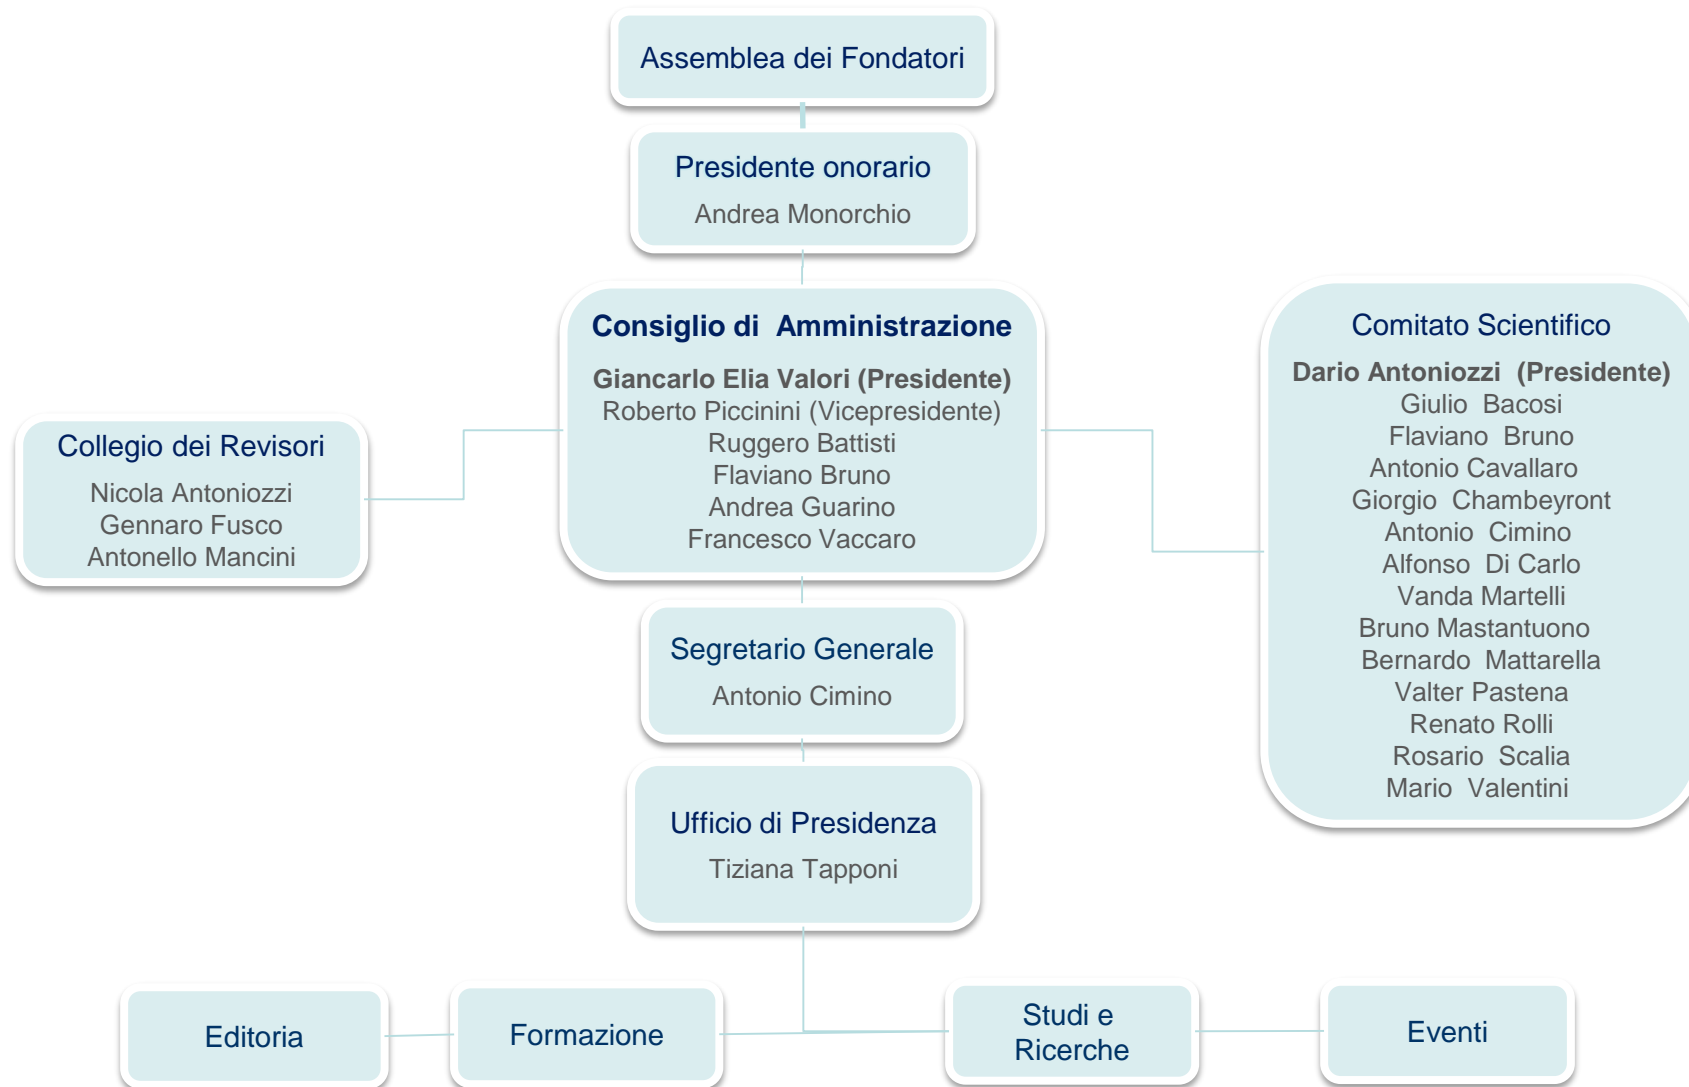 Assemblea dei Fondatori
Presidente onorario
Andrea Monorchio
Consiglio di Amministrazione
Giancarlo Elia Valori (Presidente)
Roberto Piccinini (Vicepresidente)
Ruggero Battisti
Flaviano Bruno
Andrea Guarino
Francesco Vaccaro
Collegio dei Revisori
Nicola Antoniozzi
Gennaro Fusco
Antonello Mancini
Comitato Scientifico
Dario Antoniozzi (Presidente)
Giulio Bacosi
Flaviano Bruno
Antonio Cavallaro
Giorgio Chambeyront
Antonio Cimino
Alfonso Di Carlo
Vanda Martelli
Bruno Mastantuono
Bernardo Mattarella
Valter Pastena
Renato Rolli
Rosario Scalia
Mario Valentini
Segretario Generale
Antonio Cimino
Ufficio di Presidenza
Tiziana Tapponi
Editoria
Formazione
Studi e
Ricerche
Eventi